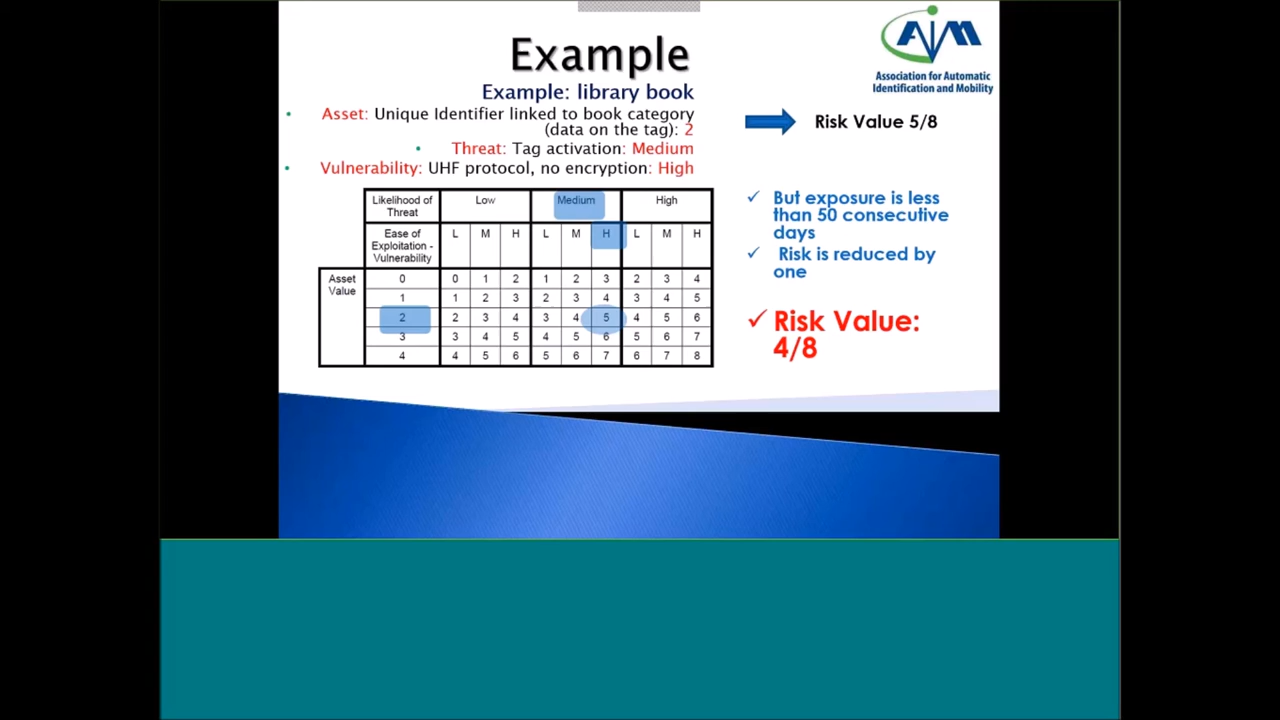 Example
Example: library book
• Asset: Unique Identifier linked to book category
(data on the tag): 2
• Threat: Tag activation: Medium
• Vulnerability: UHF protocol, no encryption: High
Likelihood of
Threat
Low
Medium
High
Ease of
Exploitation -
Vulnerability
L M H L M H L M H
Asset
Value
0 0 1 2 1 2 3 2 3 4
1 1 2 3 2 3 4 3 4 5
2 2 3 4 3 4 5 4 5 6
3 3 4 5 4 5 6 5 6 7
4 4 5 6 5 6 7 6 7 8
AIM
Association for Automatic
Identification and Mobility
Risk Value 5/8
✓ But exposure is less
than 50 consecutive
days
✓ Risk is reduced by
one
✓ Risk Value:
4/8